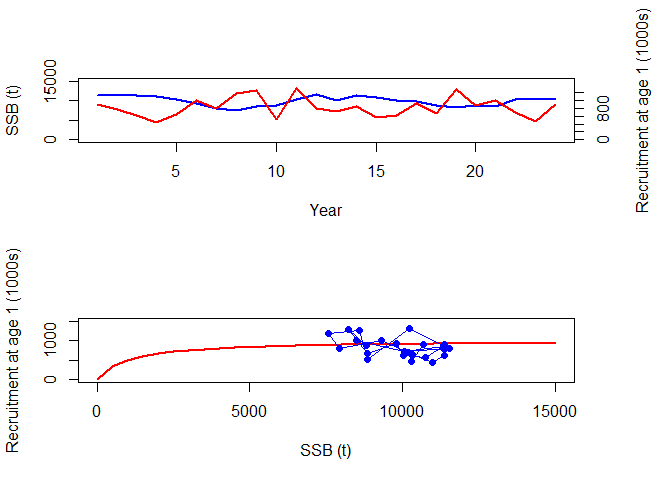 SSB (t)
0
15000
5
10
15
20
Year
0
800
Recruitment at age 1 (1000s)
Recruitment at age 1 (1000s)
0
1000
0
5000
10000
15000
SSB (t)